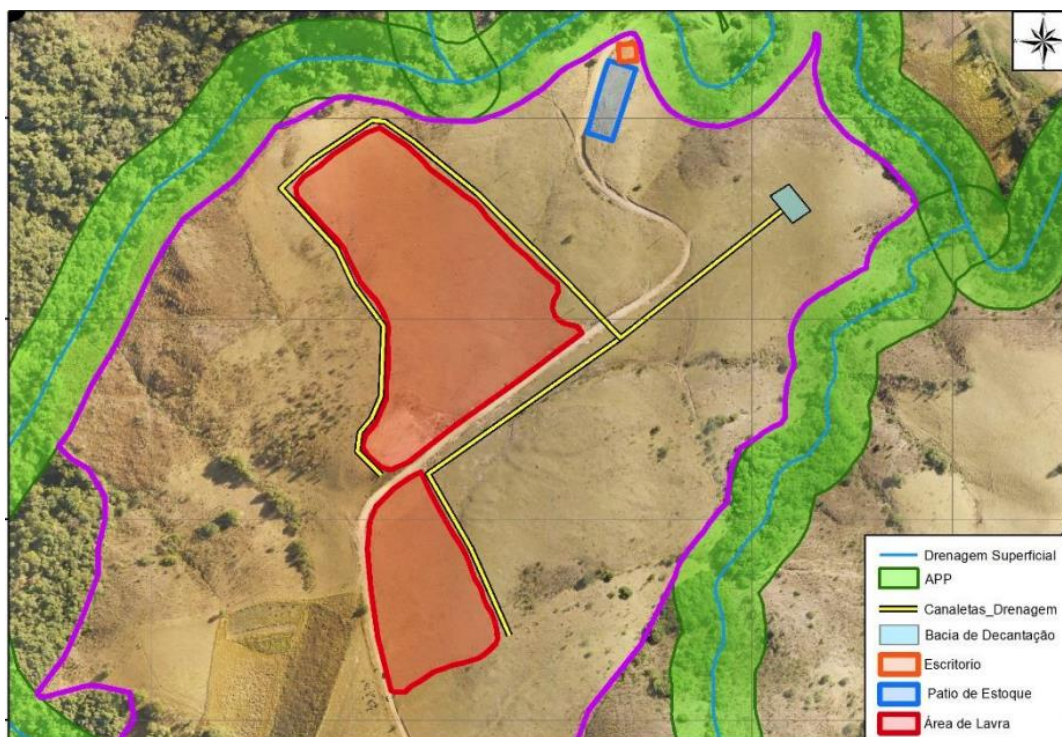 Drenagem Superficial
APP
Canaletas_Drenagem
Bacia de Decantação
Escritorio
Patio de Estoque
Área de Lavra